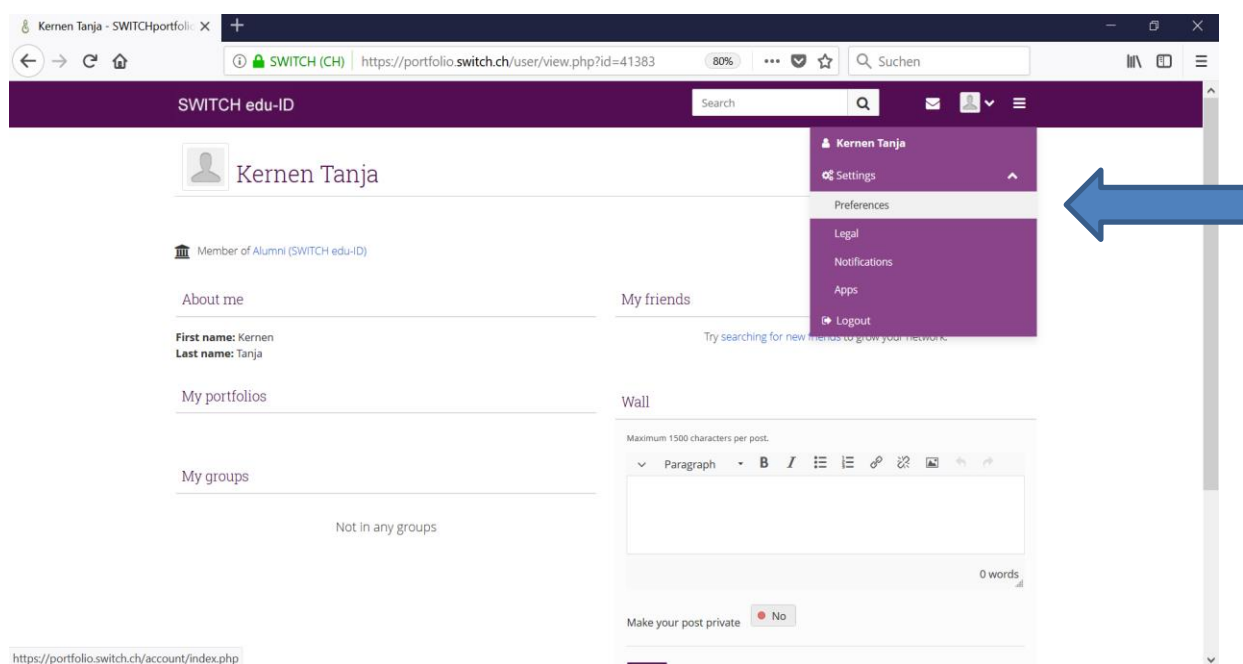 Kernen Tanja - SWITCHportfolio
SWITCH (CH) https://portfolio.switch.ch/user/view.php?id=41383 80% Suchen
SWITCH edu-ID Search
Kernen Tanja
Settings
Preferences
Legal
Notifications
Apps
Logout
Kernen Tanja
Member of Alumni (SWITCH edu-ID)
About me
First name: Kernen
Last name: Tanja
My portfolios
My groups
Not in any groups
My friends
Try searching for new friends to grow your network.
Wall
Maximum 1500 characters per post.
Paragraph B I
0 words
Make your post private No
https://portfolio.switch.ch/account/index.php